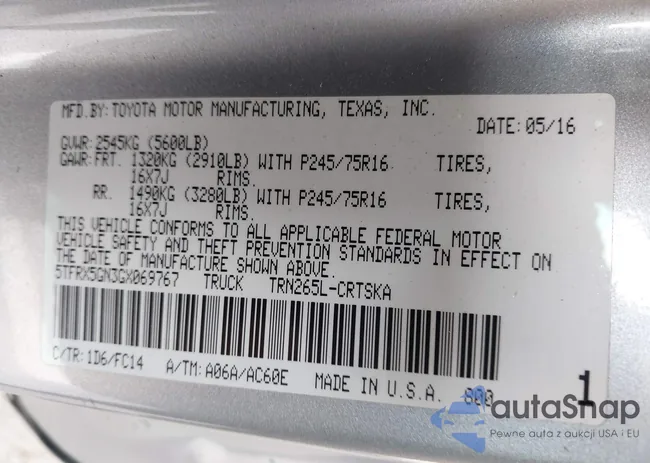 MFD.BY: TOYOTA MOTOR MANUFACTURING, TEXAS, INC.
DATE: 05/16
GVWR: 2545KG (5600LB)
GAWR: FRT. 1320KG (2910LB) WITH P245/75R16 TIRES,
16X7J RIMS.
RR. 1490KG (3280LB) WITH P245/75R16 TIRES,
16X7J RIMS.
THIS VEHICLE CONFORMS TO ALL APPLICABLE FEDERAL MOTOR
VEHICLE SAFETY AND THEFT PREVENTION STANDARDS IN EFFECT ON
THE DATE OF MANUFACTURE SHOWN ABOVE.
5TFRX5GN3GX069767 TRUCK TRN265L-CRTSKA
C/TR: 1D6/FC14 A/TM: A06A/AC60E MADE IN U.S.A. 800 1
autaSnap
Pewne auta z aukcji USA i EU